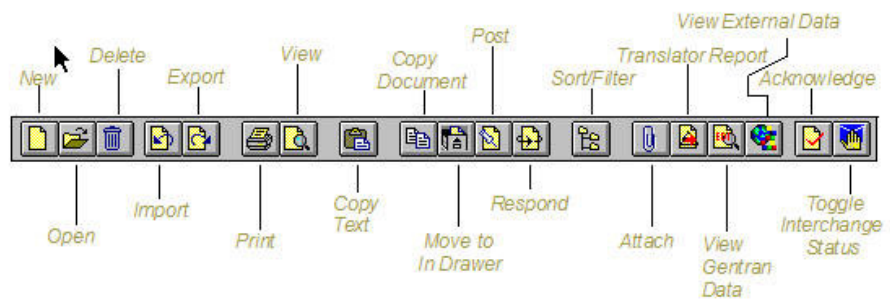 View External Data
Post
Delete
View
Copy
Document
Translator Report
New
Export
Sort/Filter
Acknowledge
EDI
Import
Copy
Text
Respond
Toggle
Interchange
Status
Open
Print
Move to
In Drawer
Attach
View
Gentran
Data